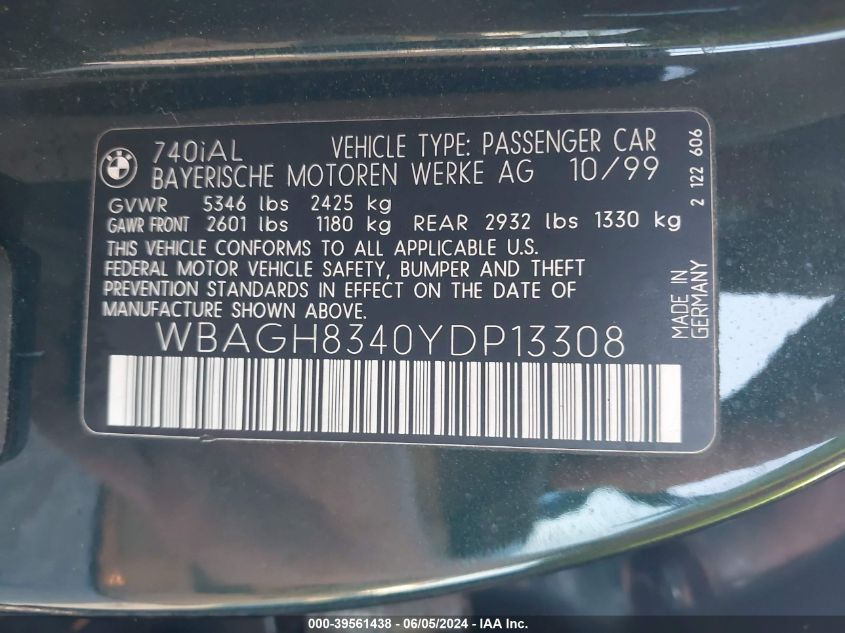 740iAL VEHICLE TYPE: PASSENGER CAR
BAYERISCHE MOTOREN WERKE AG 10/99
GVWR 5346 lbs 2425 kg
GAWR FRONT 2601 lbs 1180 kg REAR 2932 lbs 1330 kg
THIS VEHICLE CONFORMS TO ALL APPLICABLE U.S.
FEDERAL MOTOR VEHICLE SAFETY, BUMPER AND THEFT
PREVENTION STANDARDS IN EFFECT ON THE DATE OF
MANUFACTURE SHOWN ABOVE.
WBAGH8340YDP13308
2 122 606
MADE IN
GERMANY
000-39561438 - 06/05/2024 - IAA Inc.